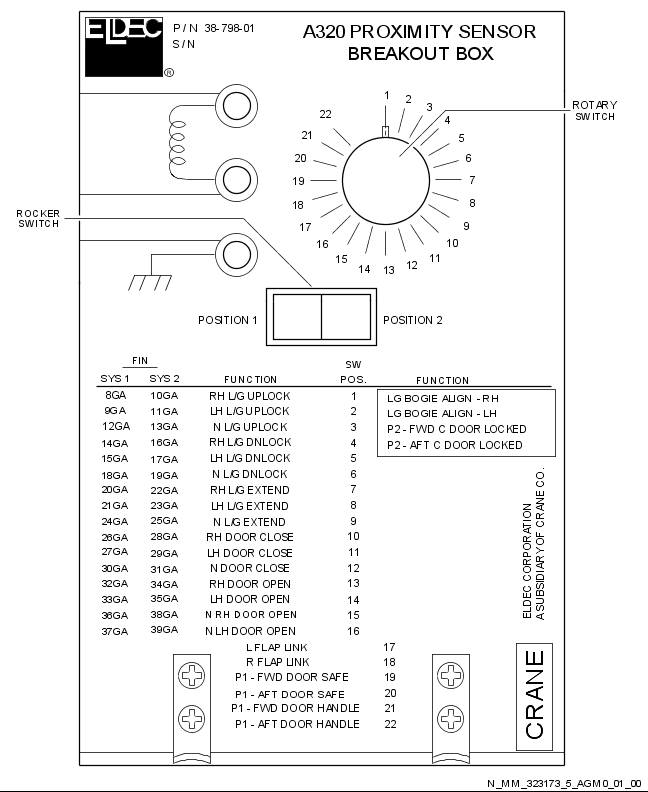 ELDEC ®
P/N 38-798-01
S/N
A320 PROXIMITY SENSOR
BREAKOUT BOX
1
2
3
4
5
6
7
8
9
10
11
12
13
14
15
16
17
18
19
20
21
22
ROTARY
SWITCH
ROCKER
SWITCH
POSITION 1
POSITION 2
FIN
SW
SYS 1 SYS 2 FUNCTION POS. FUNCTION
8GA 10GA RH L/G UPLOCK 1 LG BOGIE ALIGN - RH
9GA 11GA LH L/G UPLOCK 2 LG BOGIE ALIGN - LH
12GA 13GA N L/G UPLOCK 3 P2 - FWD C DOOR LOCKED
14GA 16GA RH L/G DNLOCK 4 P2 - AFT C DOOR LOCKED
15GA 17GA LH L/G DNLOCK 5
18GA 19GA N L/G DNLOCK 6
20GA 22GA RH L/G EXTEND 7
21GA 23GA LH L/G EXTEND 8
24GA 25GA N L/G EXTEND 9
26GA 28GA RH DOOR CLOSE 10
27GA 29GA LH DOOR CLOSE 11
30GA 31GA N DOOR CLOSE 12
32GA 34GA RH DOOR OPEN 13
33GA 35GA LH DOOR OPEN 14
36GA 38GA N RH DOOR OPEN 15
37GA 39GA N LH DOOR OPEN 16
L FLAP LINK 17
R FLAP LINK 18
P1 - FWD DOOR SAFE 19
P1 - AFT DOOR SAFE 20
P1 - FWD DOOR HANDLE 21
P1 - AFT DOOR HANDLE 22
ELDEC CORPORATION
A SUBSIDIARY OF CRANE CO.
CRANE
N_MM_323173_5_AGM0_01_00